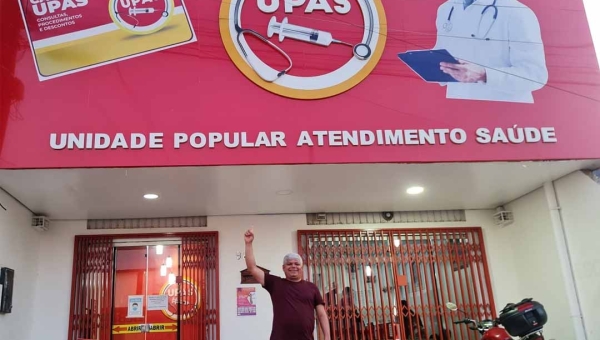 UPAS
CONSULTAS,
PROCEDIMENTOS
E DESCONTOS
UPAS
UNIDADE POPULAR ATENDIMENTO SAÚDE
UPAS